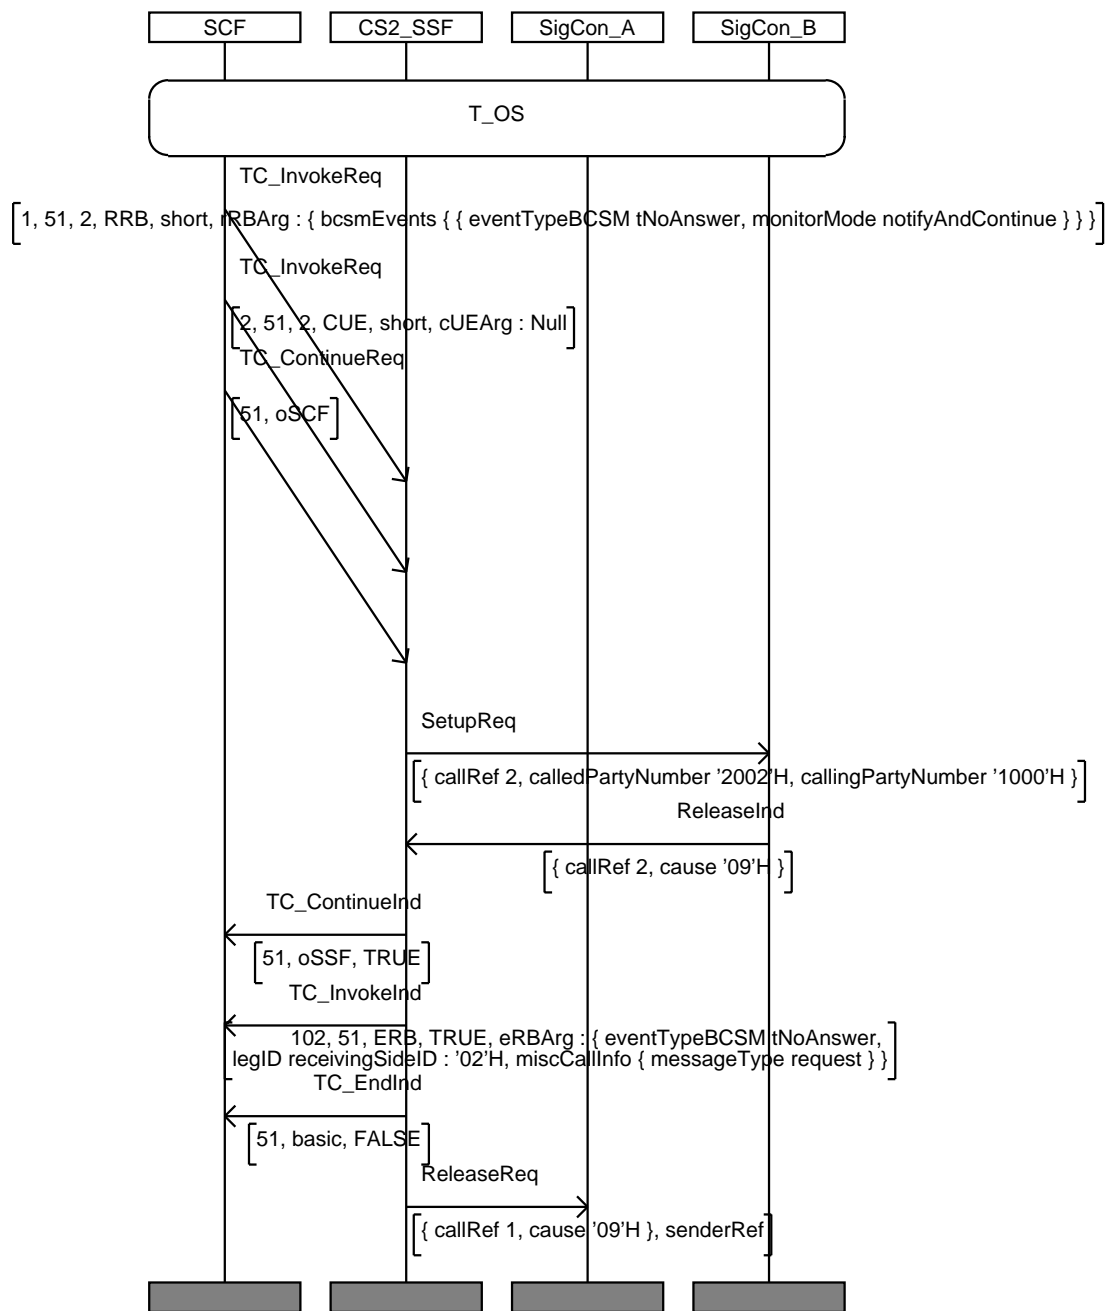 SCF
CS2_SSF
SigCon_A
SigCon_B
T_OS
TC_InvokeReq
1, 51, 2, RRB, short, rRBArg : { bcsmEvents { { eventTypeBCSM tNoAnswer, monitorMode notifyAndContinue } } }
TC_InvokeReq
2, 51, 2, CUE, short, cUEArg : Null
TC_ContinueReq
51, oSCF
SetupReq
{ callRef 2, calledPartyNumber ’2002’H, callingPartyNumber ’1000’H }
ReleaseInd
{ callRef 2, cause ’09’H }
TC_ContinueInd
51, oSSF, TRUE
TC_InvokeInd
102, 51, ERB, TRUE, eRBArg : { eventTypeBCSM tNoAnswer,
legID receivingSideID : ’02’H, miscCallInfo { messageType request } }
TC_EndInd
51, basic, FALSE
ReleaseReq
{ callRef 1, cause ’09’H }, senderRef